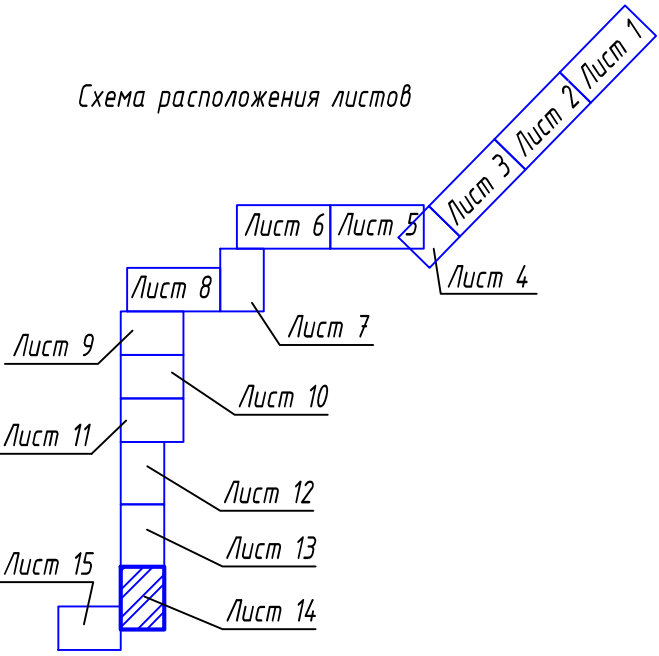 Схема расположения листов
Лист 1
Лист 2
Лист 3
Лист 4
Лист 5
Лист 6
Лист 7
Лист 8
Лист 9
Лист 10
Лист 11
Лист 12
Лист 13
Лист 14
Лист 15